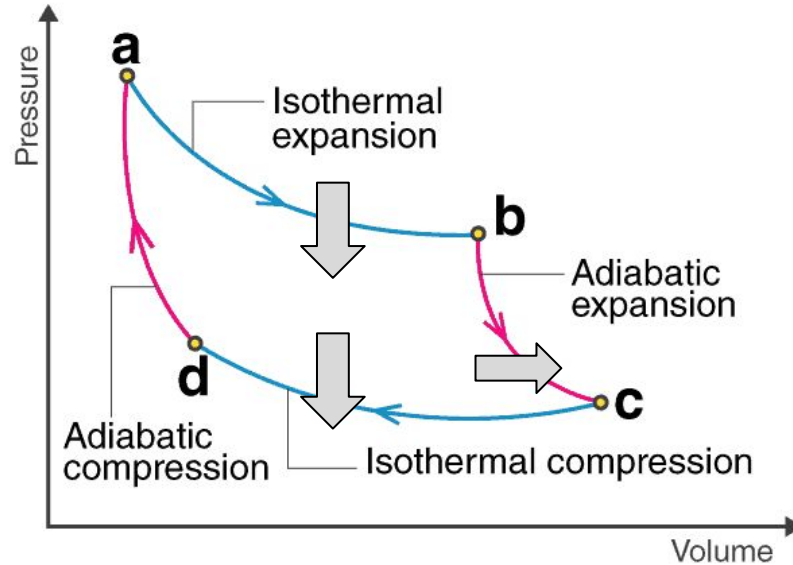 a
Pressure
Isothermal
expansion
b
Adiabatic
expansion
d
c
Adiabatic
compression
Isothermal compression
Volume